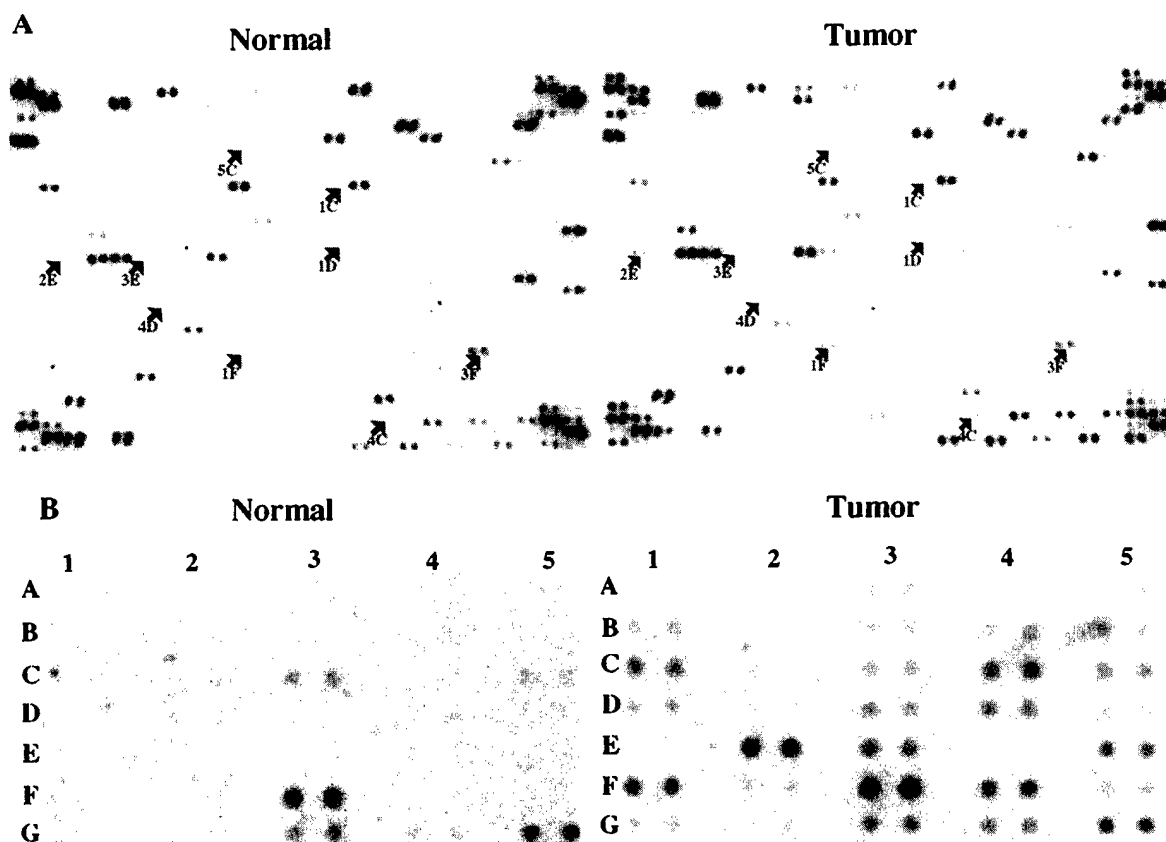 A
Normal Tumor
5C 5C
1C 1C
2E 3E 1D 2E 3E 1D
4D 4D
1F 3F 1F 3F
4C 4C
B Normal Tumor
1 2 3 4 5 1 2 3 4 5
A A
B B
C C
D D
E E
F F
G G